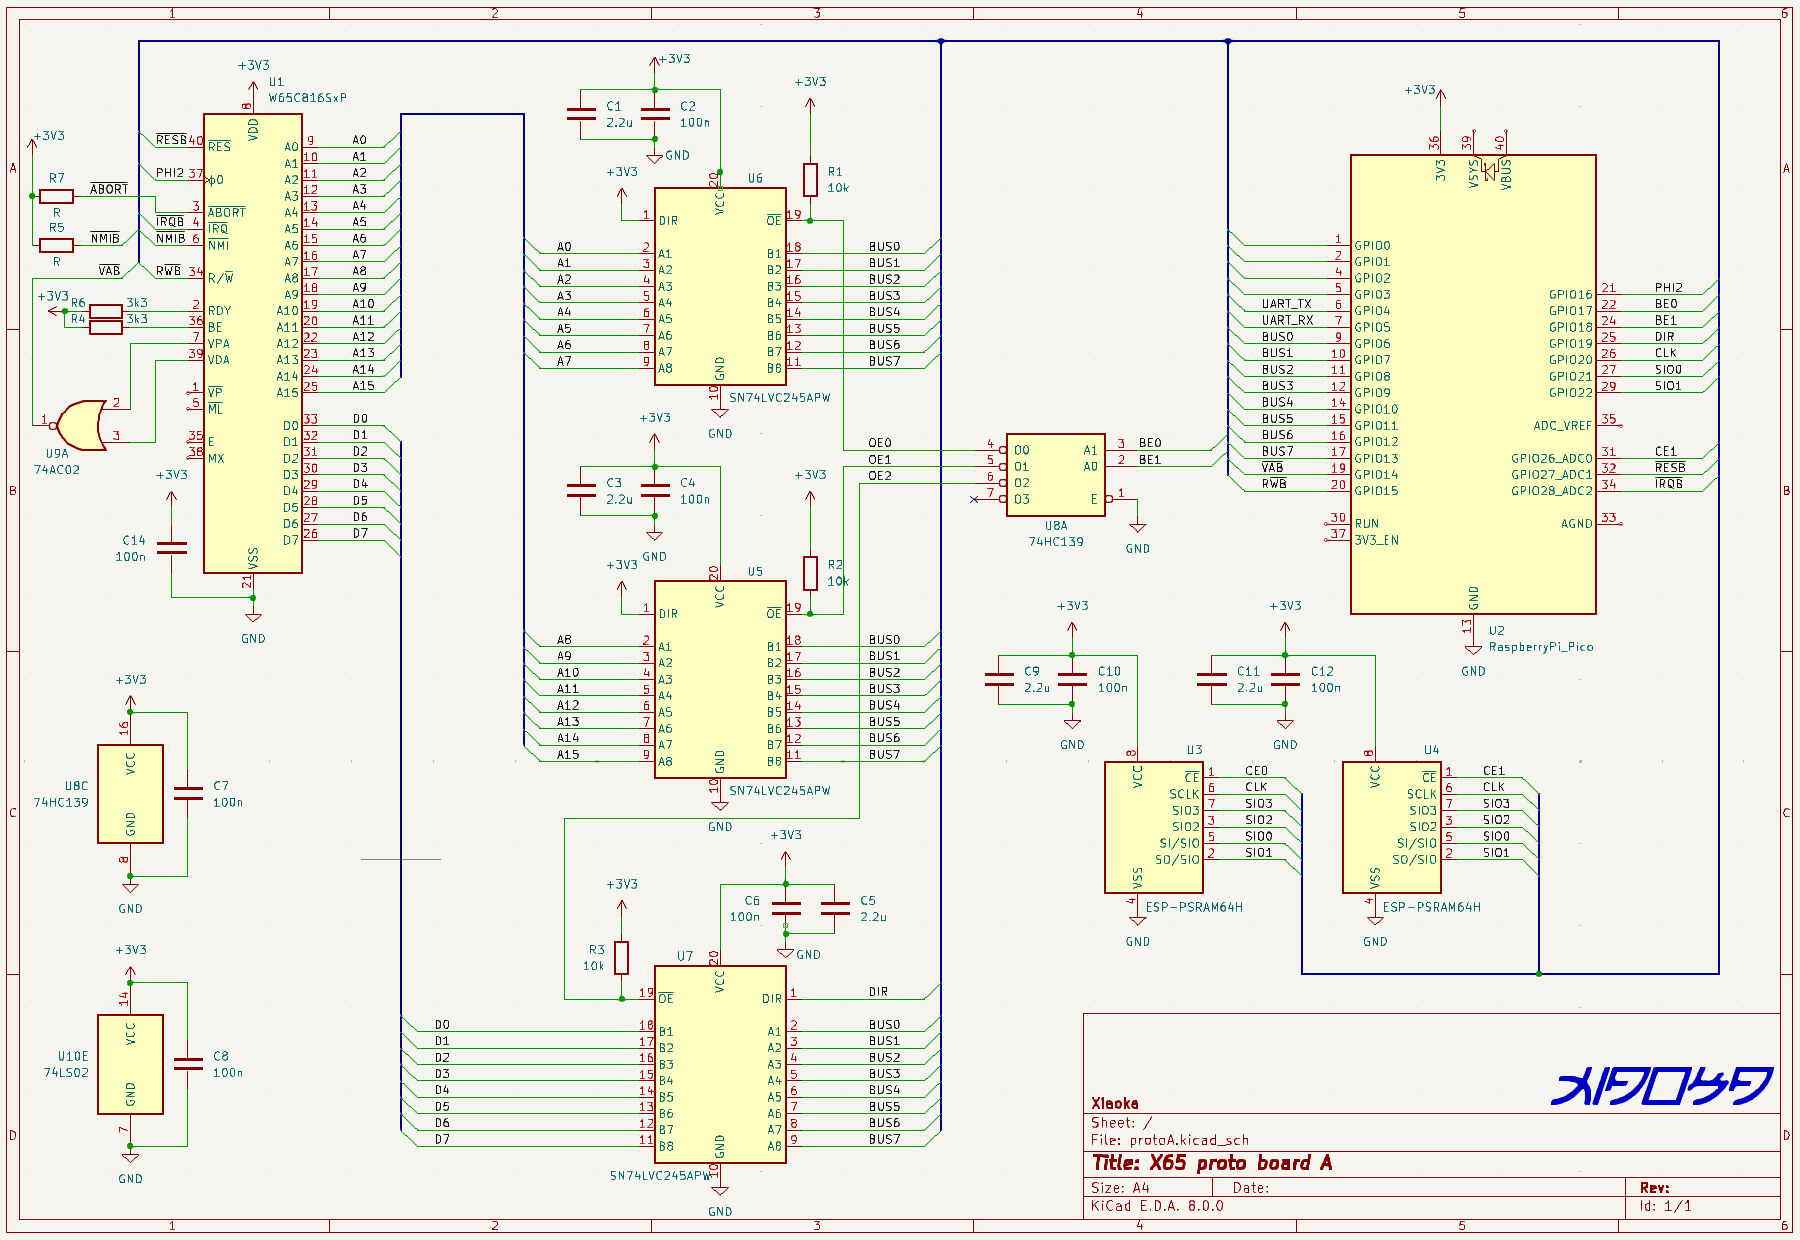 1 2 3 4 5 6
A
B
C
D
+3V3
U1
W65C816SxP
8
VDD
RESB 40 RES
PHI2 37 ϕ0
+3V3
R7
R
ABORT 3 ABORT
IRQB 4 IRQ
R5
R
NMIB NMIB 6 NMI
VAB RWB 34 R/W
+3V3 R6 3k3 2 RDY
R4 3k3 36 BE
7 VPA
39 VDA
1 VP
5 ML
35 E
38 MX
1 2 3
U9A
74AC02
A0 9 A0
A1 10 A1
A2 11 A2
A3 12 A3
A4 13 A4
A5 14 A5
A6 15 A6
A7 16 A7
A8 17 A8
A9 18 A9
A10 19 A10
A11 20 A11
A12 22 A12
A13 23 A13
A14 24 A14
A15 25 A15
D0 33 D0
D1 32 D1
D2 31 D2
D3 30 D3
D4 29 D4
D5 28 D5
D6 27 D6
D7 26 D7
VSS
21
GND
+3V3
C14
100n
+3V3
16
VCC
U8C
74HC139
GND
8
GND
C7
100n
+3V3
14
VCC
U10E
74LS02
GND
7
GND
C8
100n
+3V3
C1
2.2u
C2
100n
GND
+3V3
R1
10k
+3V3
U6
20
VCC
1 DIR
OE 19
A0 2 A1 B1 18 BUS0
A1 3 A2 B2 17 BUS1
A2 4 A3 B3 16 BUS2
A3 5 A4 B4 15 BUS3
A4 6 A5 B5 14 BUS4
A5 7 A6 B6 13 BUS5
A6 8 A7 B7 12 BUS6
A7 9 A8 B8 11 BUS7
GND
10
SN74LVC245APW
GND
+3V3
C3
2.2u
C4
100n
GND
+3V3
R2
10k
+3V3
U5
20
VCC
1 DIR
OE 19
A8 2 A1 B1 18 BUS0
A9 3 A2 B2 17 BUS1
A10 4 A3 B3 16 BUS2
A11 5 A4 B4 15 BUS3
A12 6 A5 B5 14 BUS4
A13 7 A6 B6 13 BUS5
A14 8 A7 B7 12 BUS6
A15 9 A8 B8 11 BUS7
GND
10
SN74LVC245APW
GND
+3V3
C6
100n
C5
2.2u
GND
+3V3
R3
10k
U7
20
VCC
19 OE
DIR 1 DIR
D0 18 B1 A1 2 BUS0
D1 17 B2 A2 3 BUS1
D2 16 B3 A3 4 BUS2
D3 15 B4 A4 5 BUS3
D4 14 B5 A5 6 BUS4
D5 13 B6 A6 7 BUS5
D6 12 B7 A7 8 BUS6
D7 11 B8 A8 9 BUS7
GND
10
SN74LVC245APW
GND
OE0 4 O0 A1 3 BE0
OE1 5 O1 A0 2 BE1
OE2 6 O2
7 O3 E 1
U8A
74HC139
GND
+3V3
36 39 40
3V3 VSYS VBUS
1 GPIO0
2 GPIO1
4 GPIO2
5 GPIO3
UART_TX 6 GPIO4
UART_RX 7 GPIO5
BUS0 9 GPIO6
BUS1 10 GPIO7
BUS2 11 GPIO8
BUS3 12 GPIO9
BUS4 14 GPIO10
BUS5 15 GPIO11
BUS6 16 GPIO12
BUS7 17 GPIO13
VAB 19 GPIO14
RWB 20 GPIO15
30 RUN
37 3V3_EN
GPIO16 21 PHI2
GPIO17 22 BE0
GPIO18 24 BE1
GPIO19 25 DIR
GPIO20 26 CLK
GPIO21 27 SIO0
GPIO22 29 SIO1
ADC_VREF 35
GPIO26_ADC0 31 CE1
GPIO27_ADC1 32 RESB
GPIO28_ADC2 34 IRQB
AGND 33
GND
13
U2
RaspberryPi_Pico
GND
+3V3
C9
2.2u
C10
100n
GND
8
U3
VCC
CE 1 CE0
SCLK 6 CLK
SIO3 7 SIO3
SIO2 3 SIO2
SI/SIO 5 SIO0
SO/SIO 2 SIO1
VSS
4
ESP-PSRAM64H
GND
+3V3
C11
2.2u
C12
100n
GND
8
U4
VCC
CE 1 CE1
SCLK 6 CLK
SIO3 7 SIO3
SIO2 3 SIO2
SI/SIO 5 SIO0
SO/SIO 2 SIO1
VSS
4
ESP-PSRAM64H
GND
Xiaoka
Sheet: /
File: protoA.kicad_sch
Title: X65 proto board A
Size: A4 Date: Rev:
KiCad E.D.A. 8.0.0 Id: 1/1
A
B
C
D
1 2 3 4 5 6